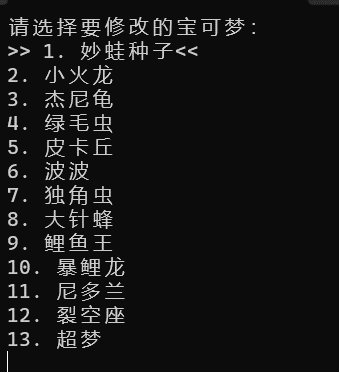 请选择要修改的宝可梦:
>> 1. 妙蛙种子<<
2. 小火龙
3. 杰尼龟
4. 绿毛虫
5. 皮卡丘
6. 波波
7. 独角虫
8. 大针蜂
9. 鲤鱼王
10. 暴鲤龙
11. 尼多兰
12. 裂空座
13. 超梦